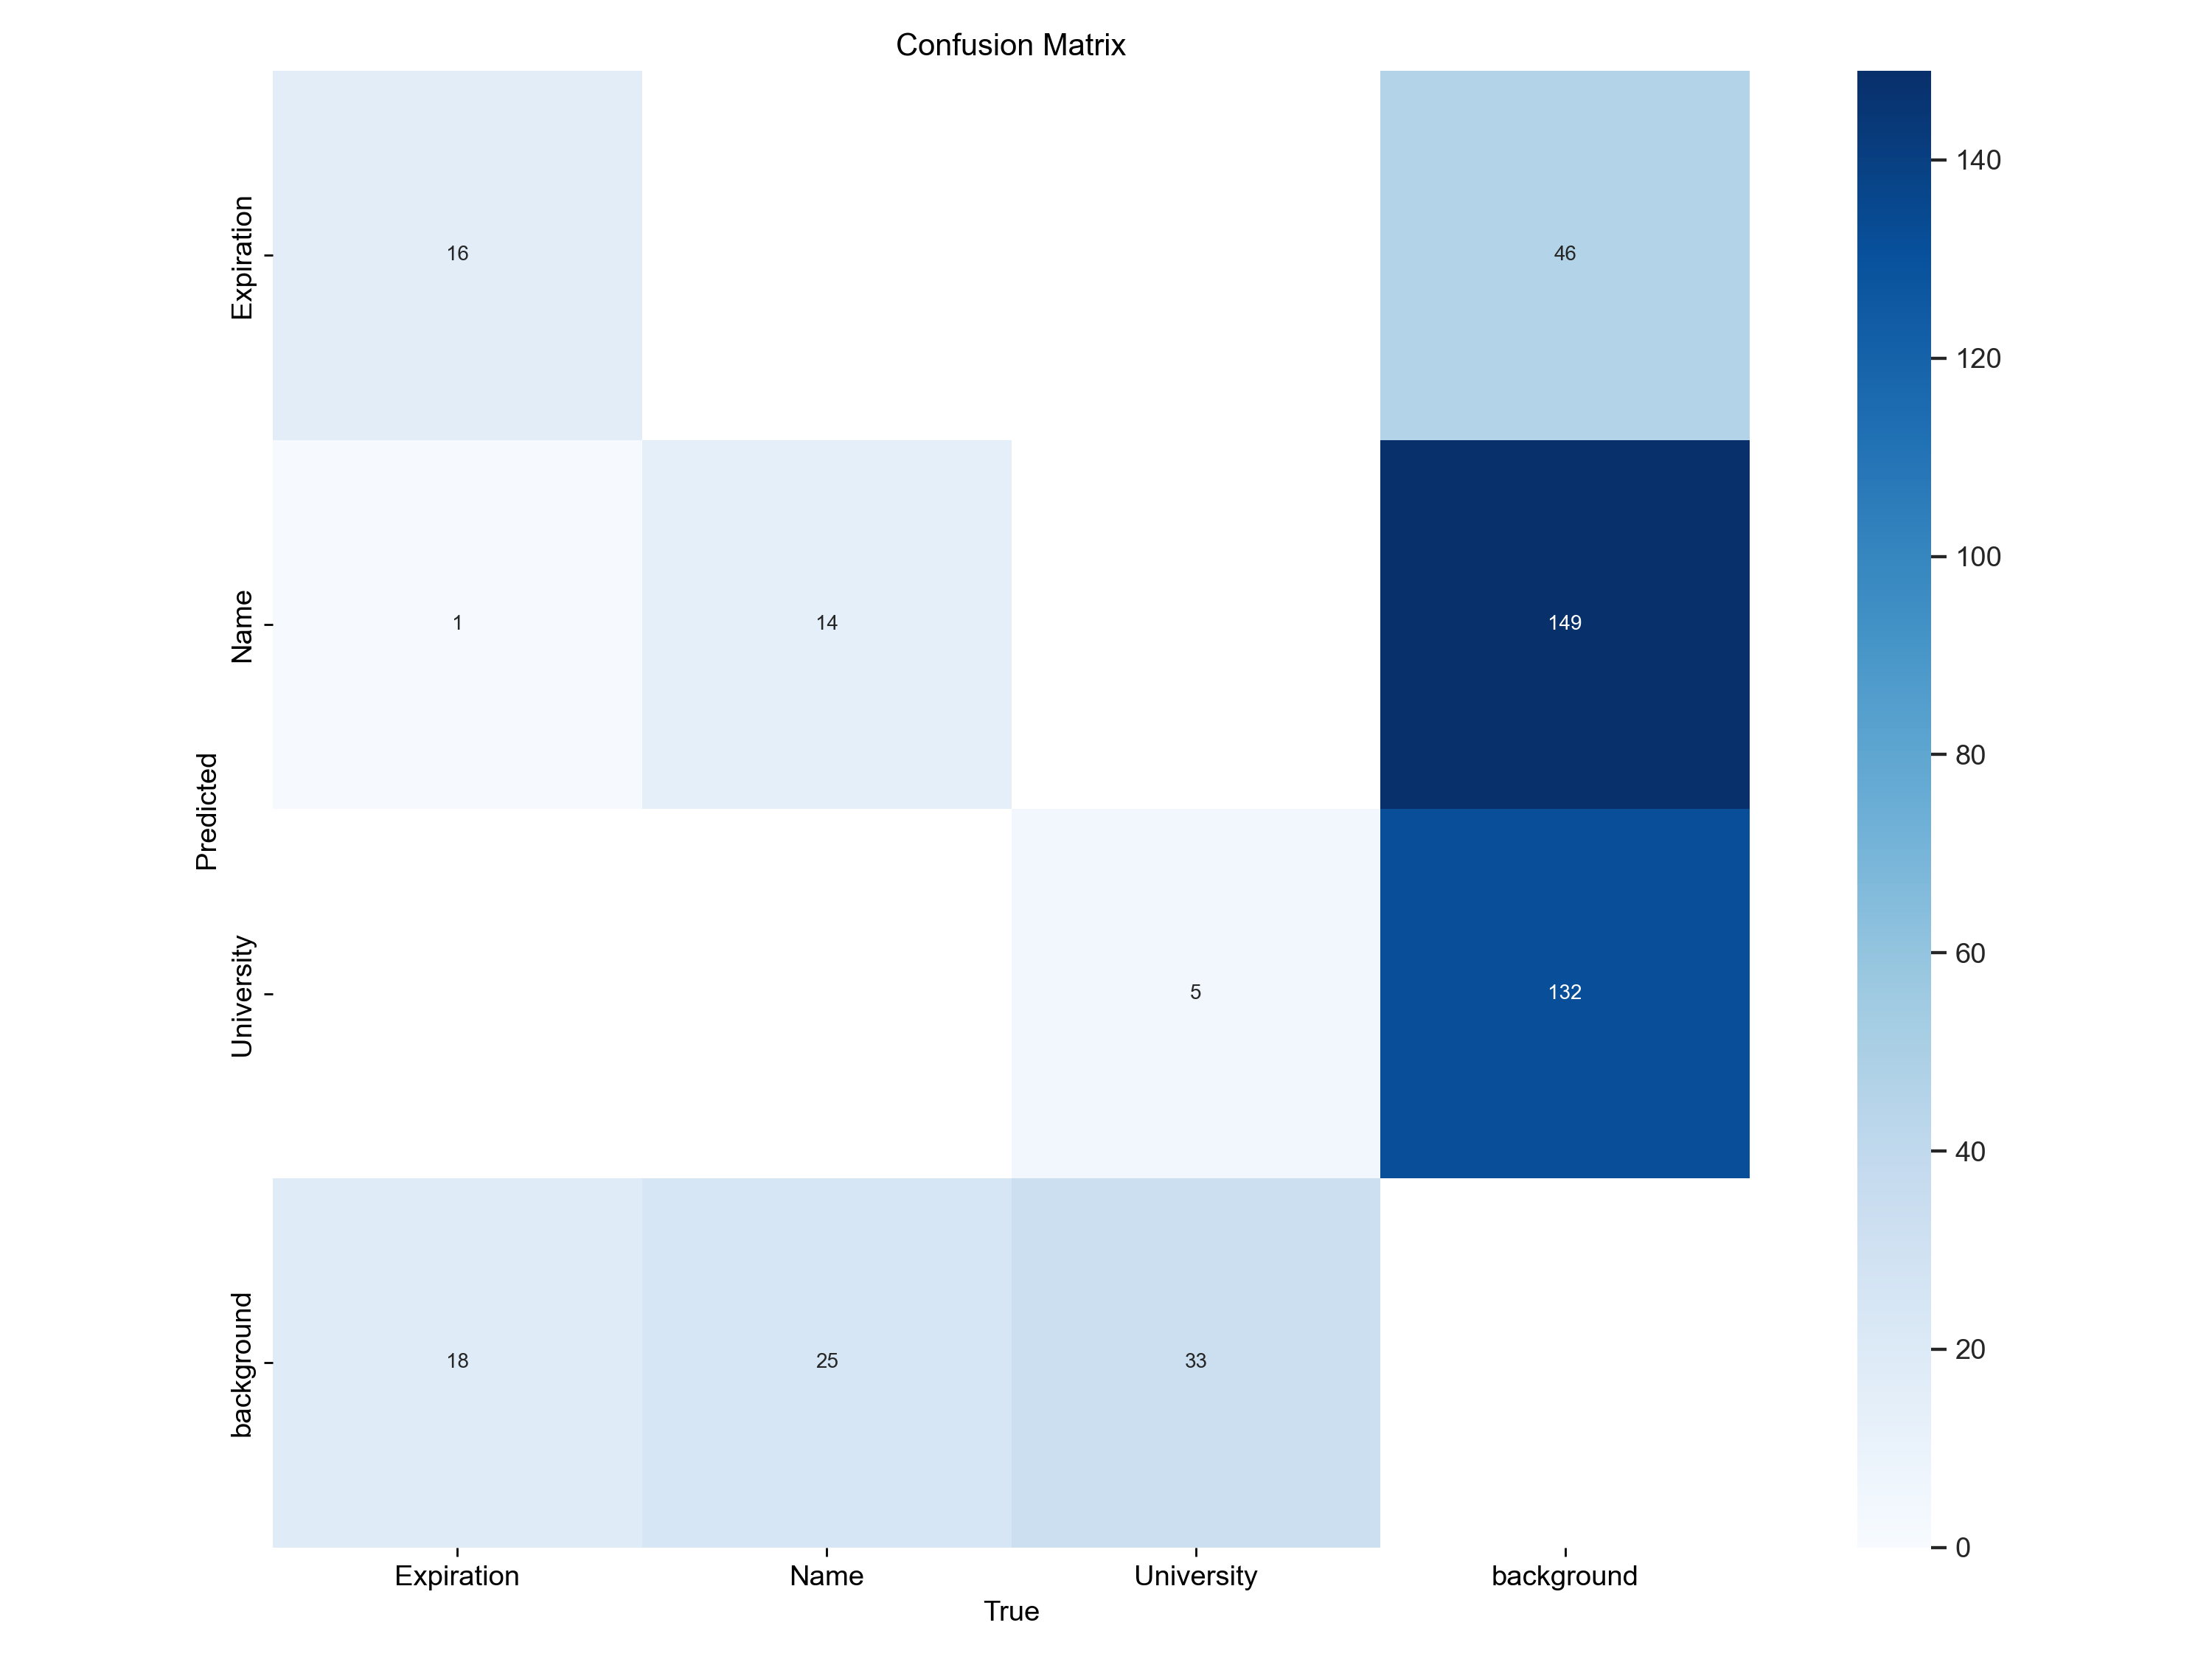 Confusion Matrix
Expiration
16
46
Name
1
14
149
University
5
132
background
18
25
33
Expiration
Name
University
background
True
Predicted
140
120
100
80
60
40
20
0